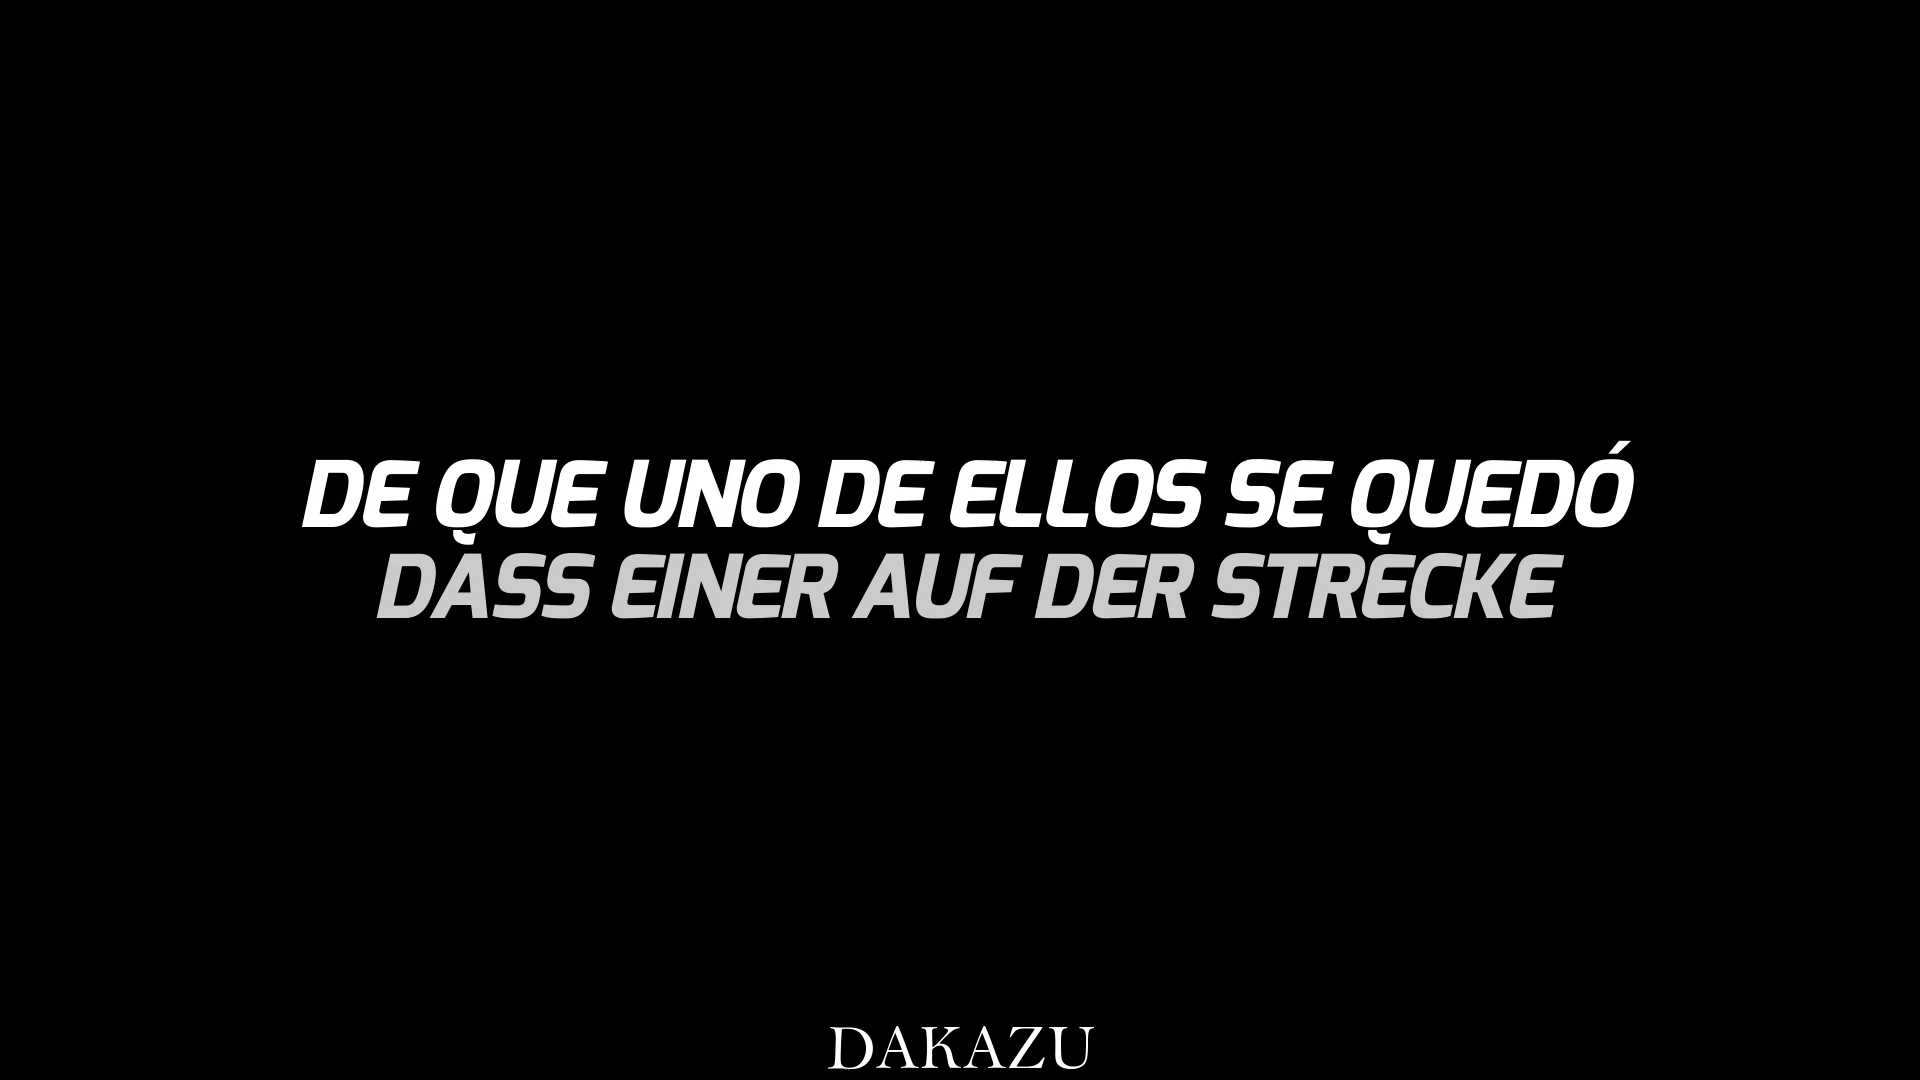 DE QUE UNO DE ELLOS SE QUEDÓ
DASS EINER AUF DER STRECKE
DAKAZU